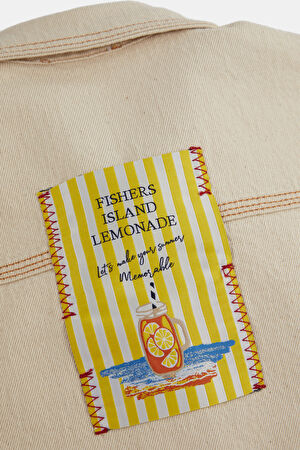 FISHERS
ISLAND
LEMONADE
Let's make your summer
Memorable